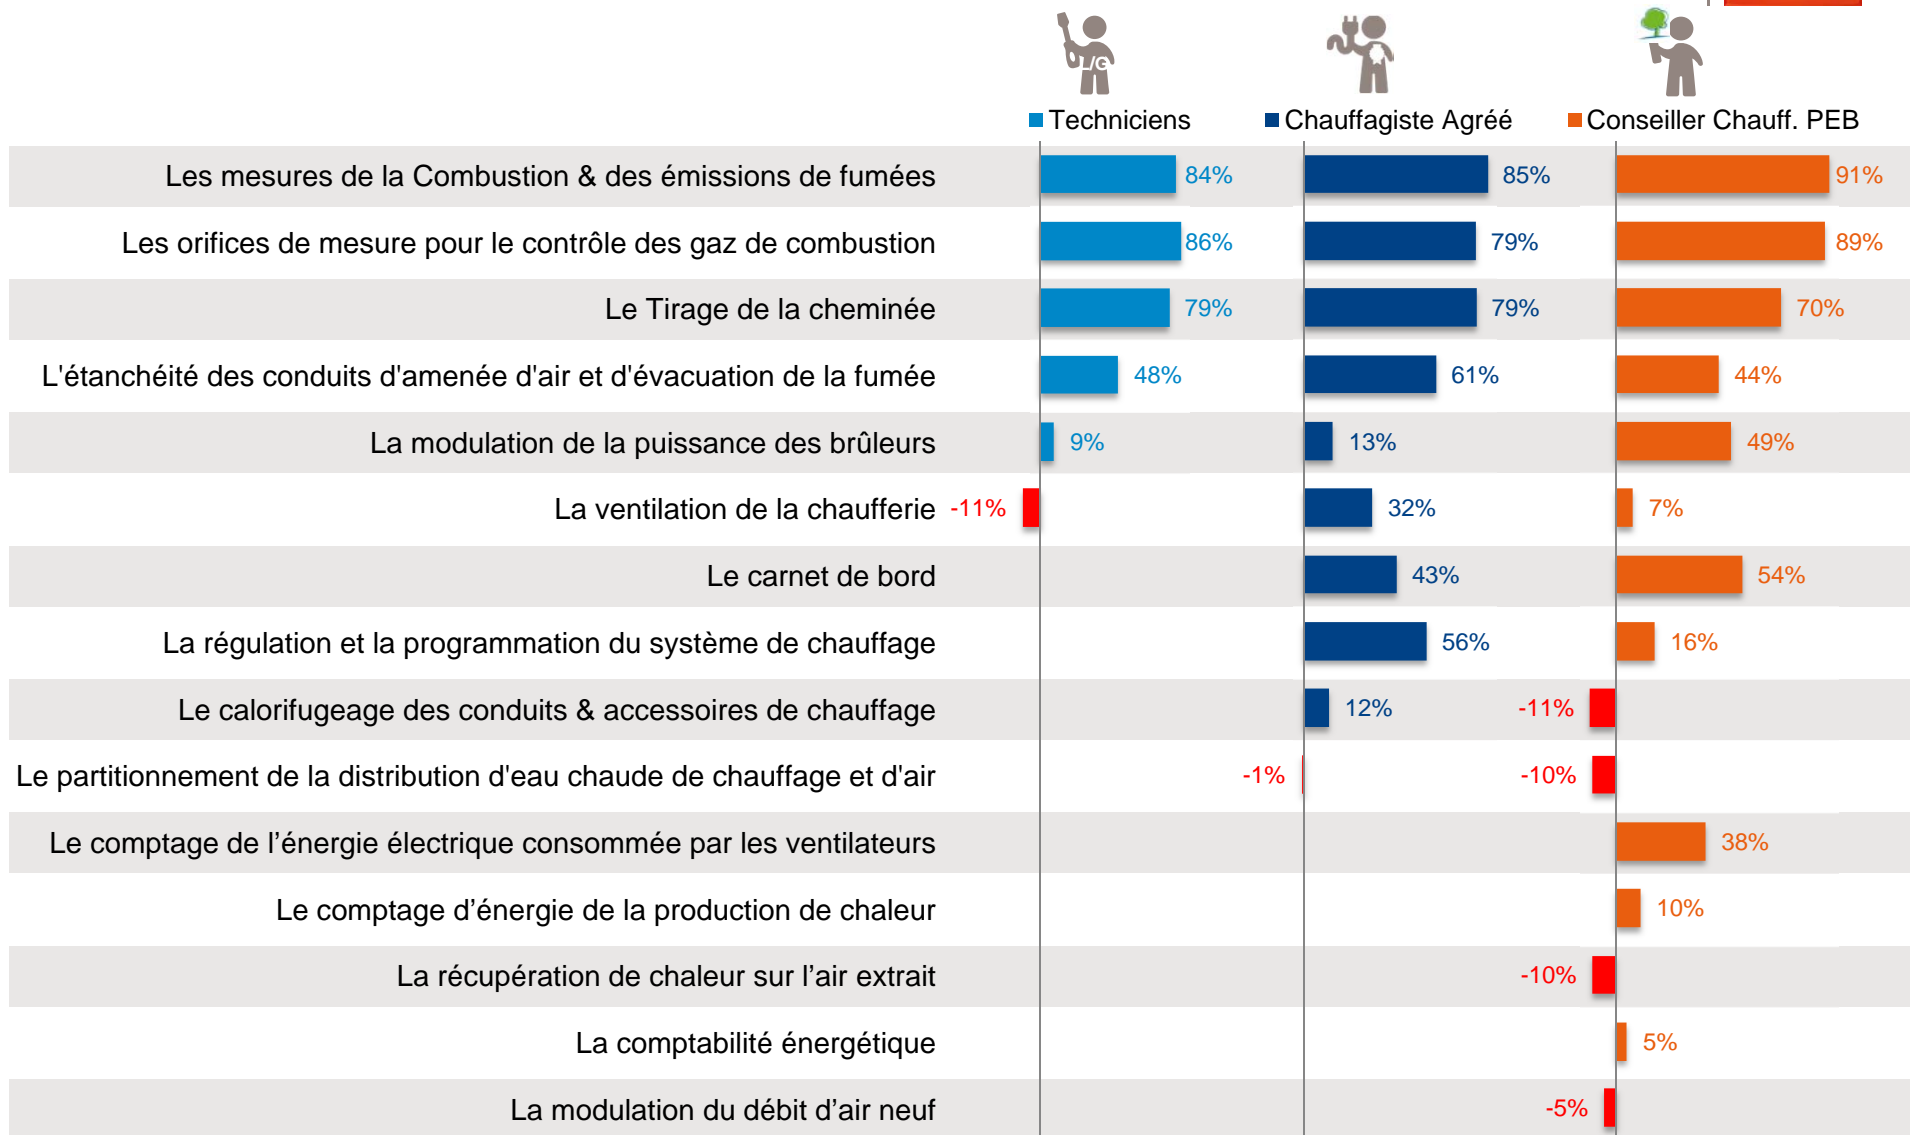 L/G
Techniciens Chauffagiste Agréé Conseiller Chauff. PEB
Les mesures de la Combustion & des émissions de fumées 84% 85% 91%
Les orifices de mesure pour le contrôle des gaz de combustion 86% 79% 89%
Le Tirage de la cheminée 79% 79% 70%
L'étanchéité des conduits d'amenée d'air et d'évacuation de la fumée 48% 61% 44%
La modulation de la puissance des brûleurs 9% 13% 49%
La ventilation de la chaufferie -11% 32% 7%
Le carnet de bord 43% 54%
La régulation et la programmation du système de chauffage 56% 16%
Le calorifugeage des conduits & accessoires de chauffage 12% -11%
Le partitionnement de la distribution d'eau chaude de chauffage et d'air -1% -10%
Le comptage de l’énergie électrique consommée par les ventilateurs 38%
Le comptage d’énergie de la production de chaleur 10%
La récupération de chaleur sur l’air extrait -10%
La comptabilité énergétique 5%
La modulation du débit d’air neuf -5%